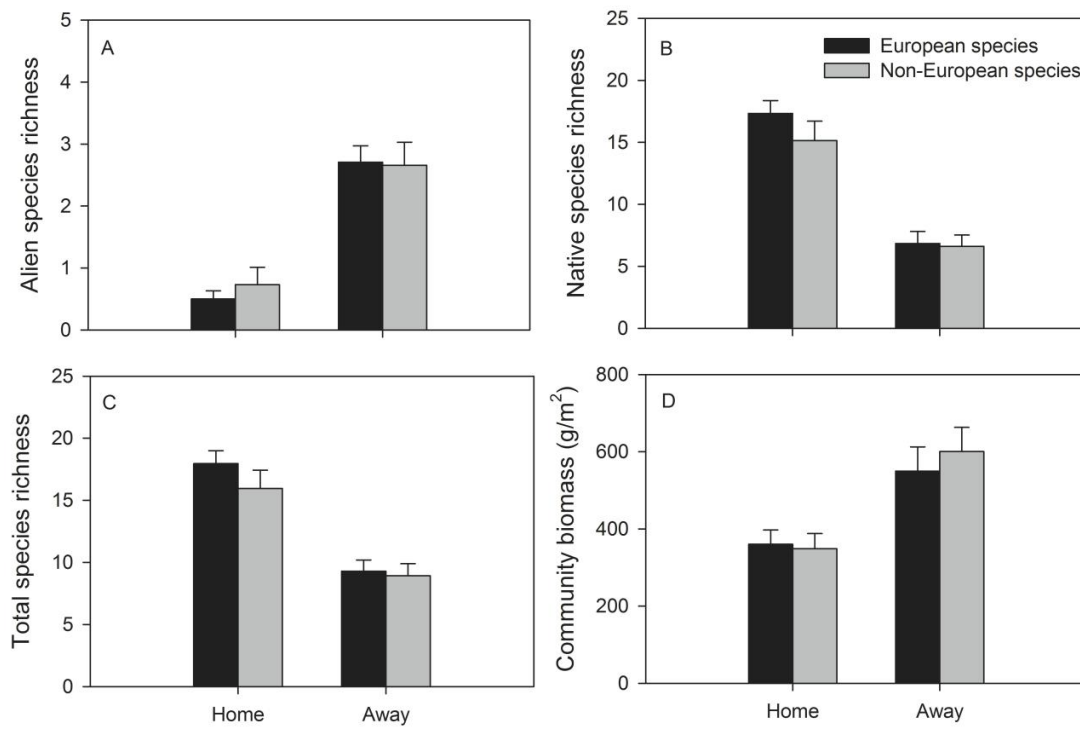 A
Alien species richness
5
4
3
2
1
0
B
Native species richness
25
20
15
10
5
0
European species
Non-European species
C
Total species richness
25
20
15
10
5
0
Home
Away
D
Community biomass (g/m²)
800
600
400
200
0
Home
Away